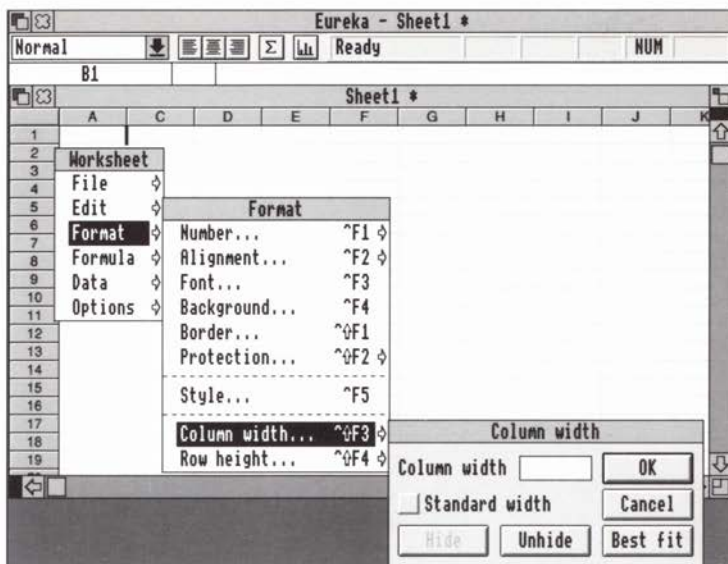 Eureka - Sheet1 *
Normal Σ Ready NUM
B1
Sheet1 *
A C D E F G H I J K
1
2
3
4
5
6
7
8
9
10
11
12
13
14
15
16
17
18
19
Worksheet
File
Edit
Format
Formula
Data
Options
Format
Number... ^F1
Alignment... ^F2
Font... ^F3
Background... ^F4
Border... ^⇧F1
Protection... ^⇧F2
Style... ^F5
Column width... ^⇧F3
Row height... ^⇧F4
Column width
Column width OK
Standard width Cancel
Hide Unhide Best fit